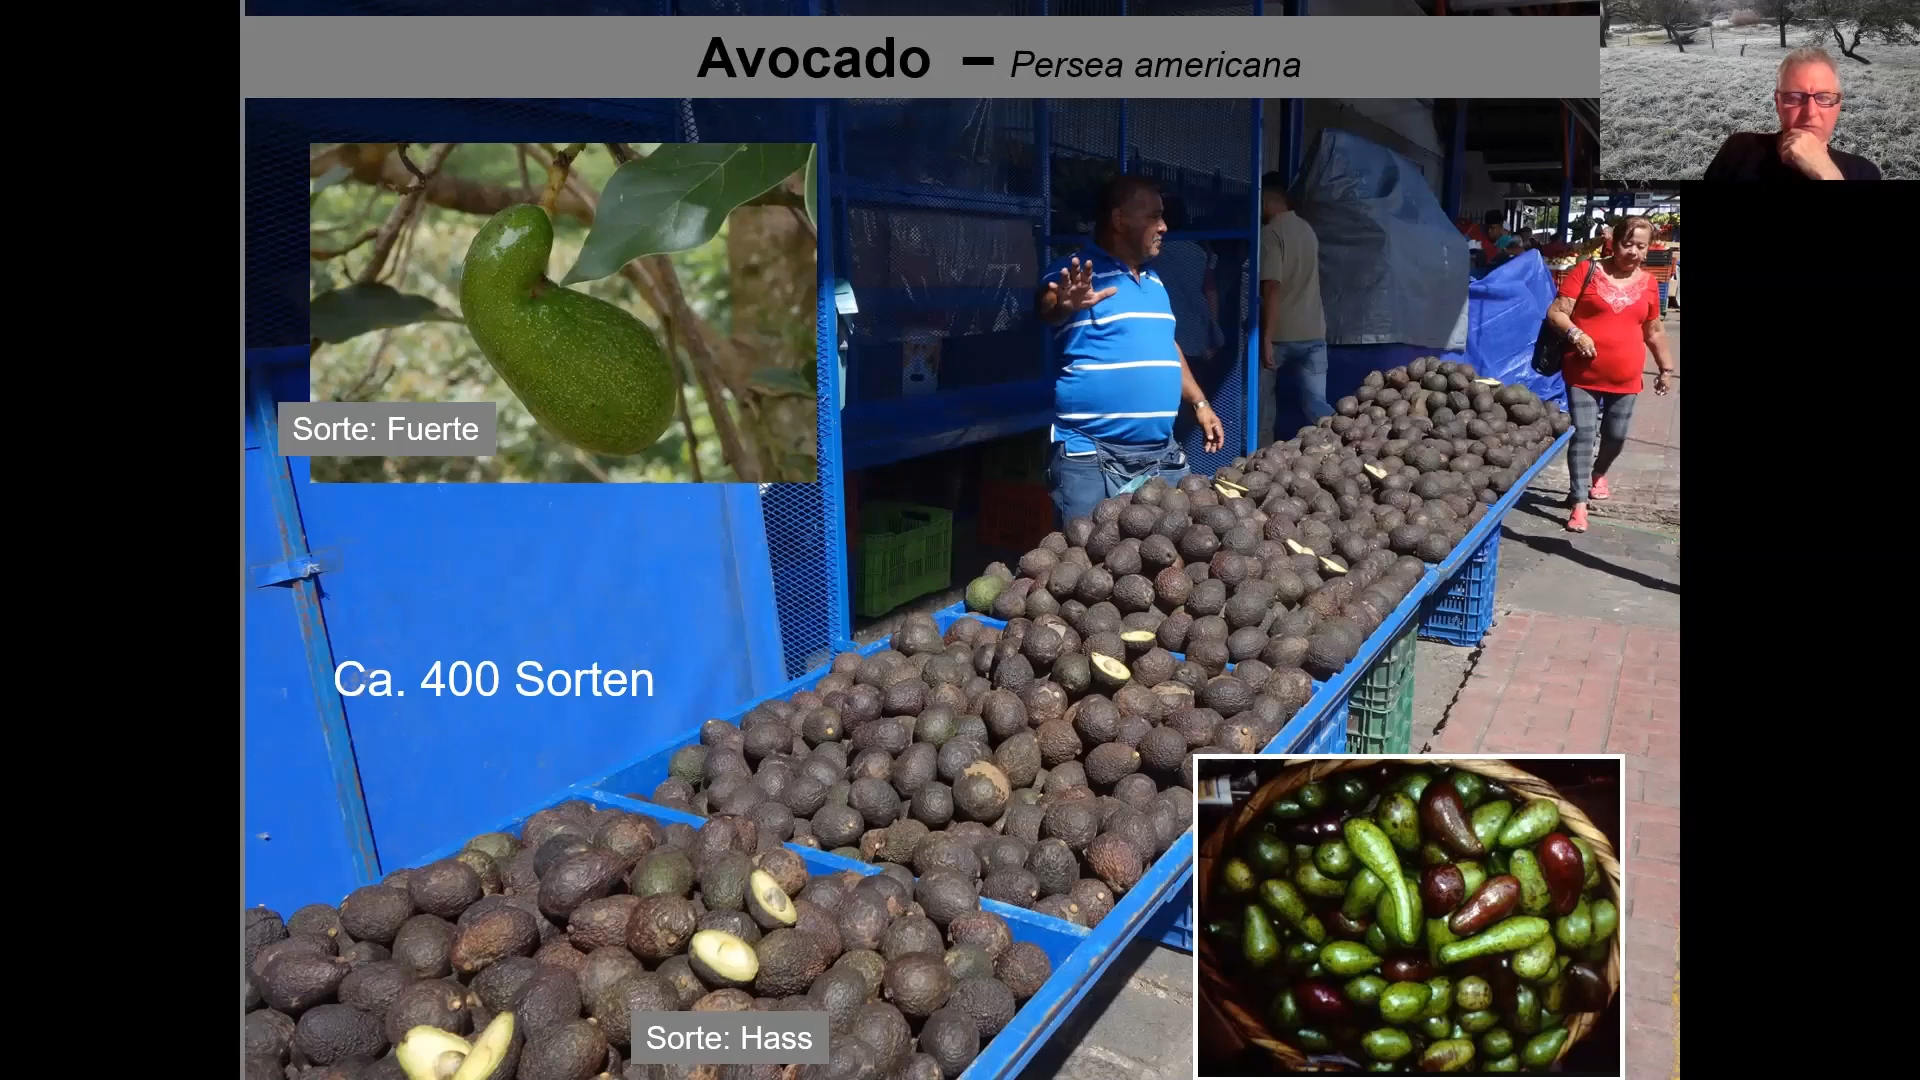 Avocado – Persea americana
Sorte: Fuerte
Ca. 400 Sorten
Sorte: Hass